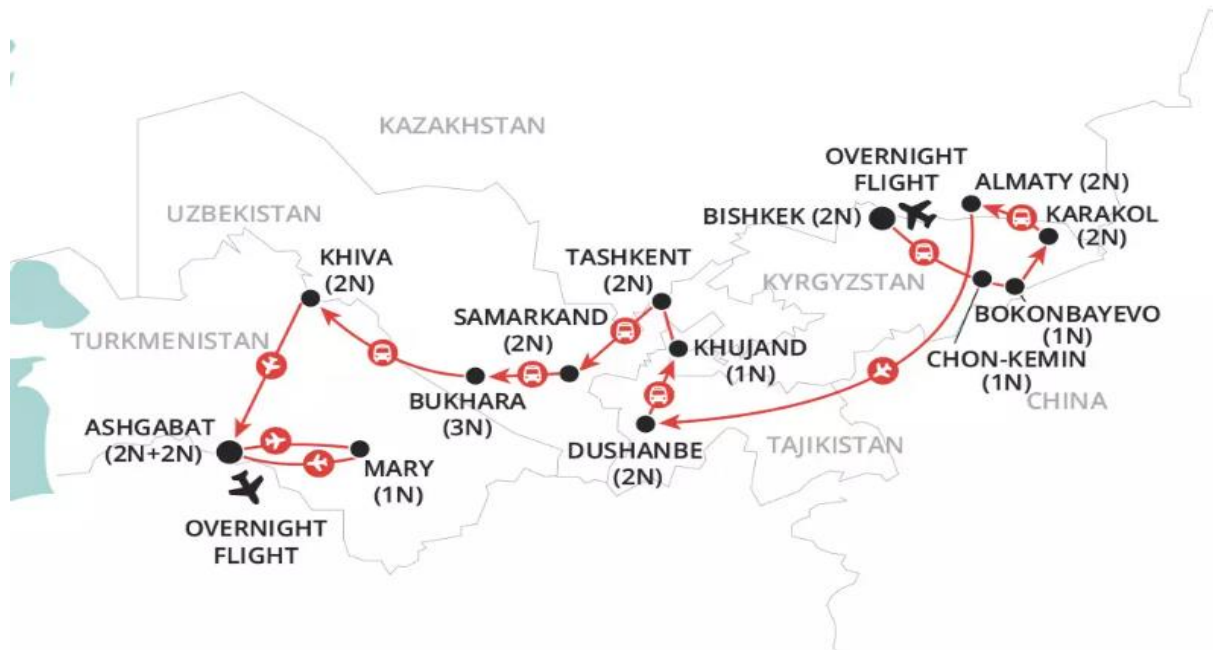 KAZAKHSTAN
OVERNIGHT
FLIGHT
ALMATY (2N)
BISHKEK (2N)
KARAKOL
(2N)
UZBEKISTAN
KHIVA
(2N)
TASHKENT
(2N)
KYRGYZSTAN
BOKONBAYEVO
(1N)
TURKMENISTAN
SAMARKAND
(2N)
KHUJAND
(1N)
CHON-KEMIN
(1N)
CHINA
BUKHARA
(3N)
ASHGABAT
(2N+2N)
MARY
(1N)
DUSHANBE
(2N)
TAJIKISTAN
OVERNIGHT
FLIGHT